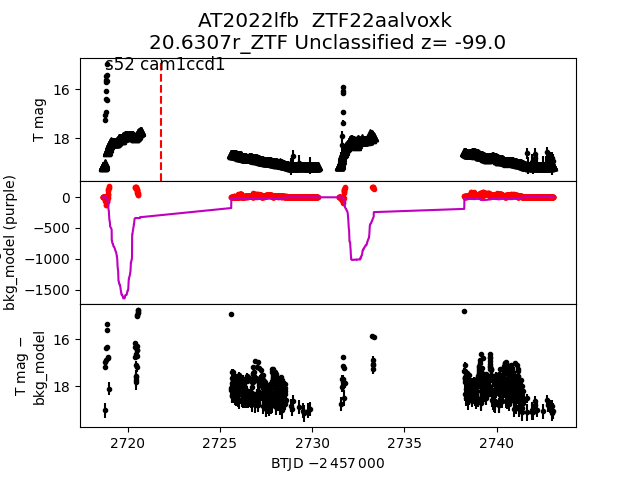 AT2022lfb  ZTF22aalvoxk
20.6307r_ZTF Unclassified z= -99.0
s52 cam1ccd1
T mag
16
18
bkg_model (purple)
0
−500
−1000
−1500
T mag −
bkg_model
16
18
2720
2725
2730
2735
2740
BTJD −2 457 000